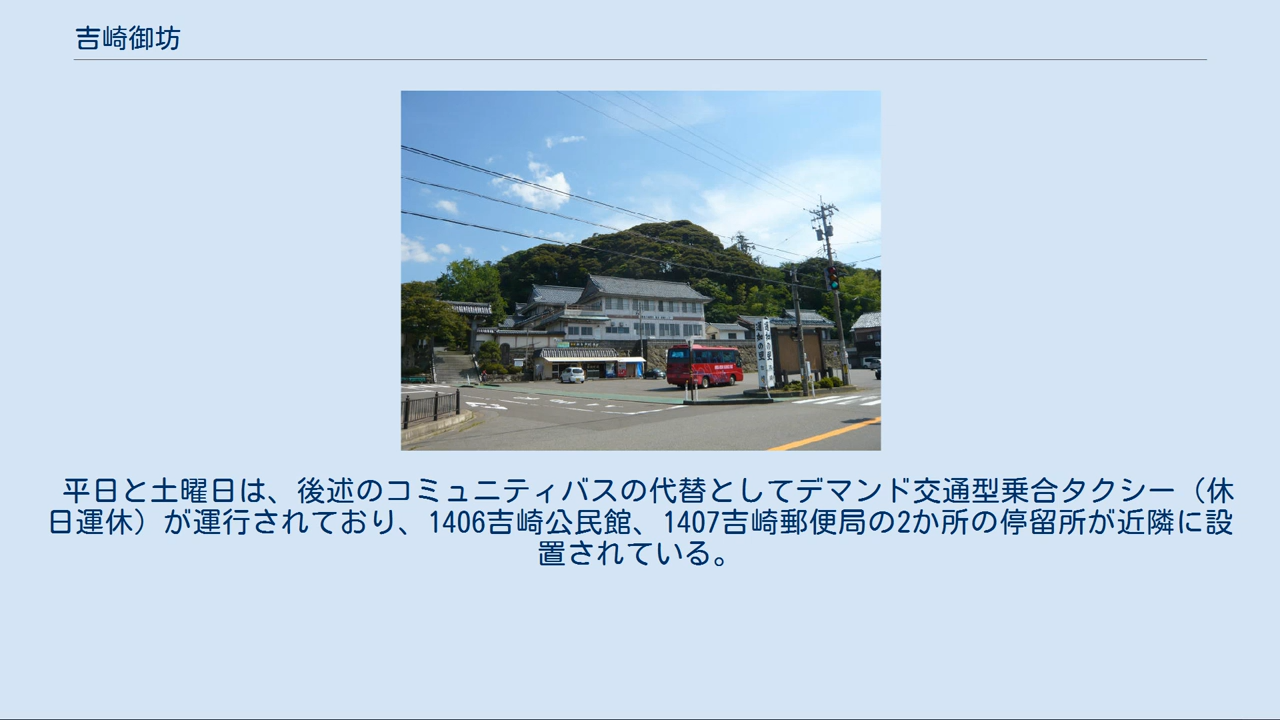 吉崎御坊
平日と土曜日は、後述のコミュニティバスの代替としてデマンド交通型乗合タクシー（休
日運休）が運行されており、1406吉崎公民館、1407吉崎郵便局の2か所の停留所が近隣に設
置されている。